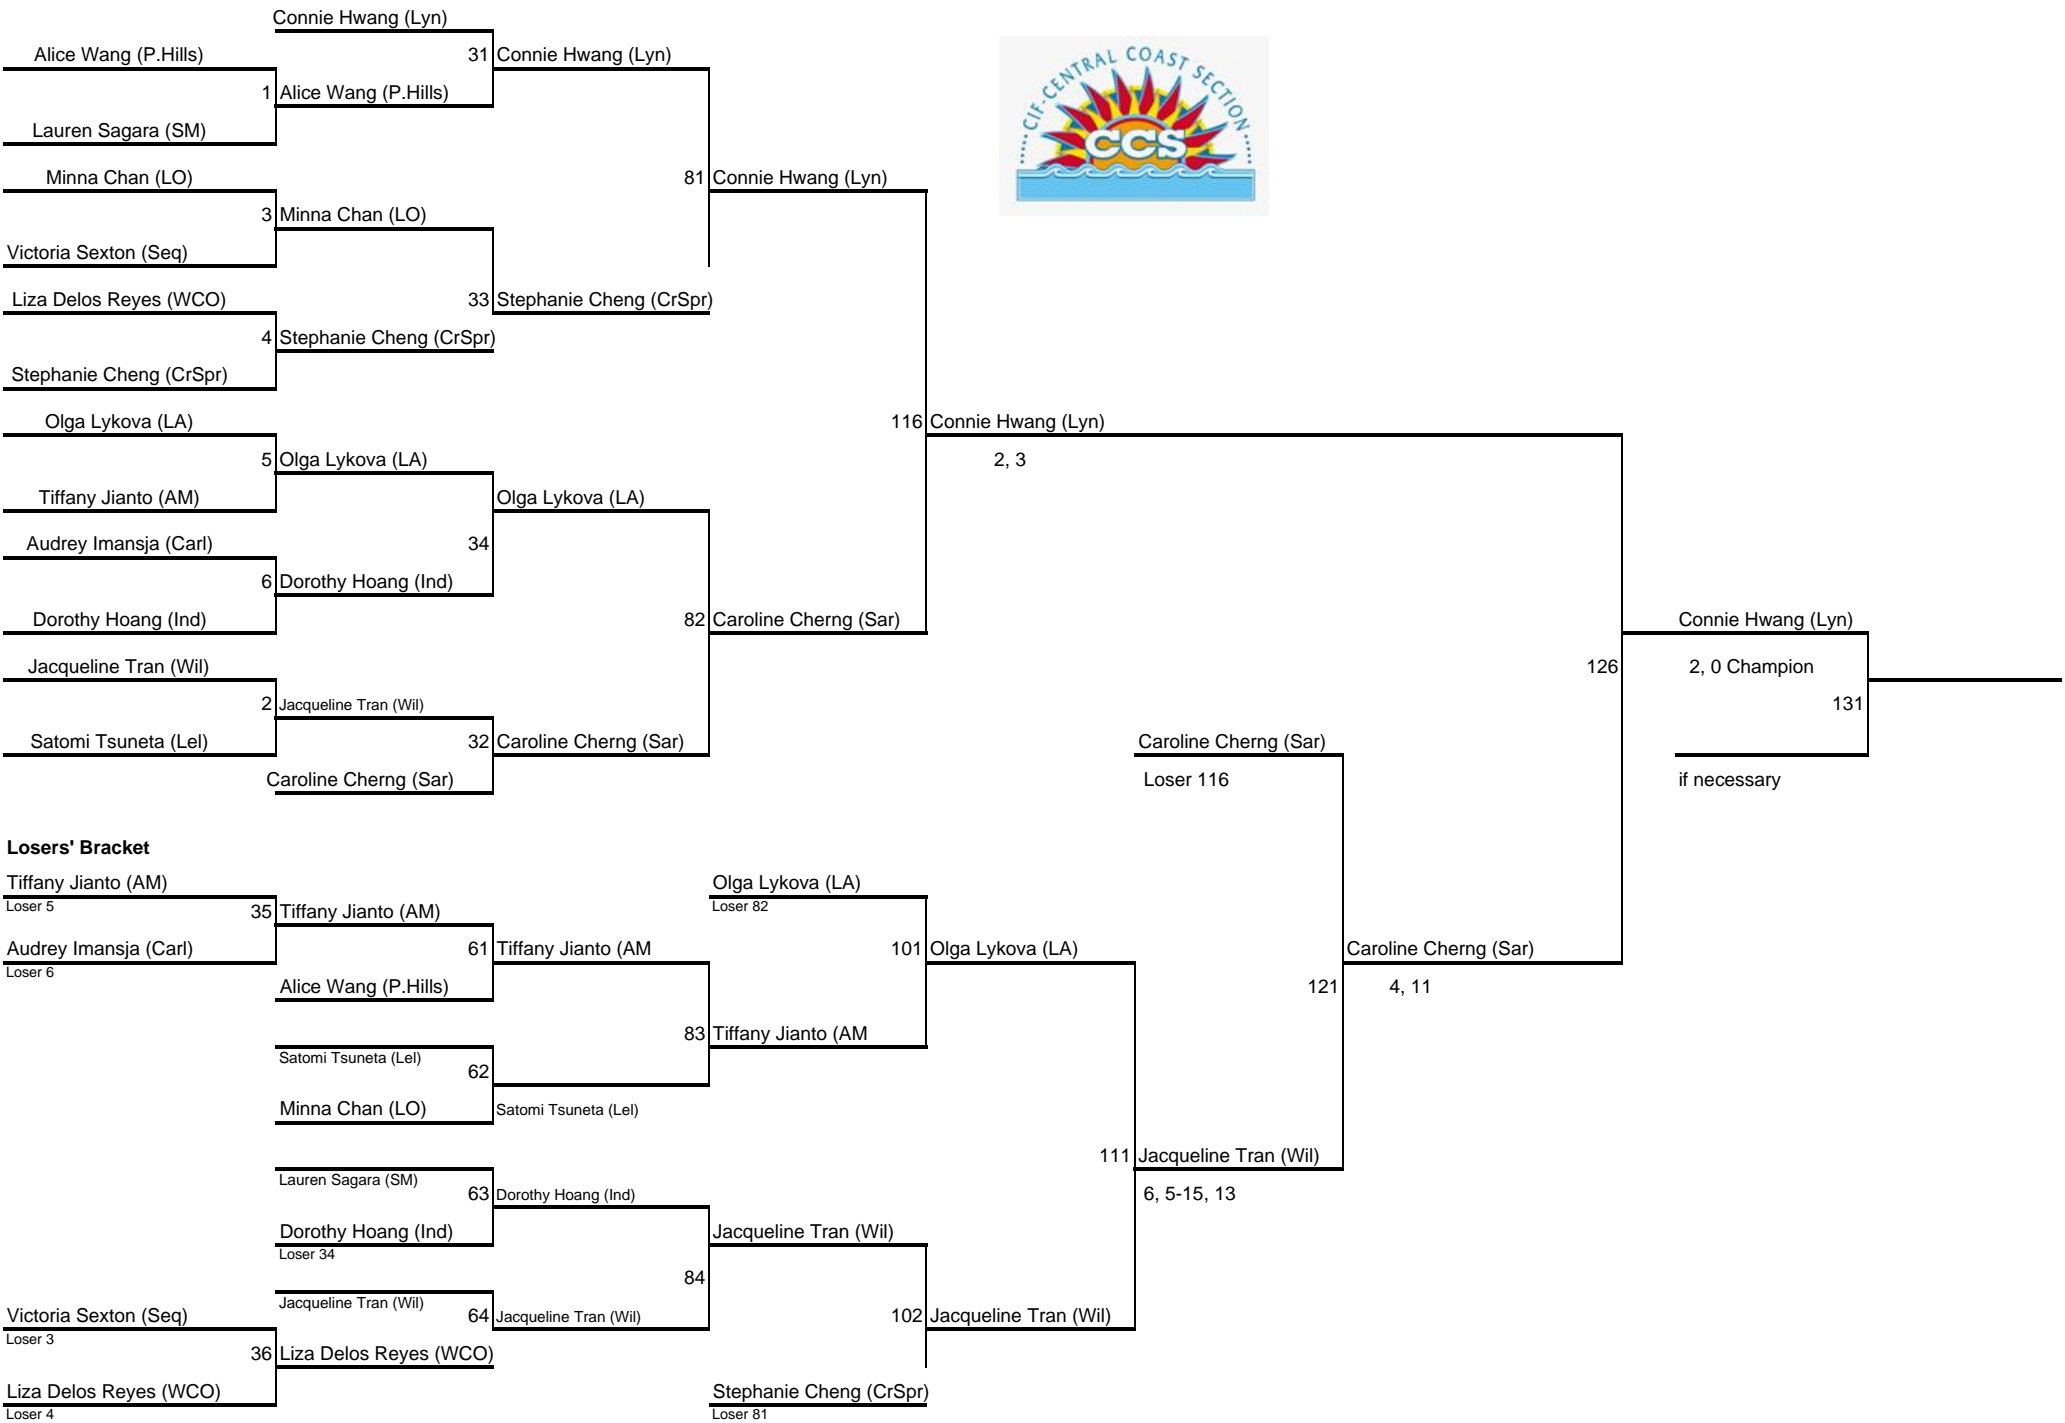 Connie Hwang (Lyn)
Alice Wang (P.Hills)
31 Connie Hwang (Lyn)
1 Alice Wang (P.Hills)
Lauren Sagara (SM)
CIF-CENTRAL COAST SECTION
CCS
Minna Chan (LO)
81 Connie Hwang (Lyn)
3 Minna Chan (LO)
Victoria Sexton (Seq)
Liza Delos Reyes (WCO)
33 Stephanie Cheng (CrSpr)
4 Stephanie Cheng (CrSpr)
Stephanie Cheng (CrSpr)
Olga Lykova (LA)
116 Connie Hwang (Lyn)
5 Olga Lykova (LA)
2, 3
Tiffany Jianto (AM)
Olga Lykova (LA)
Audrey Imansja (Carl)
34
6 Dorothy Hoang (Ind)
Dorothy Hoang (Ind)
82 Caroline Cherng (Sar)
Connie Hwang (Lyn)
Jacqueline Tran (Wil)
126
2, 0 Champion
2 Jacqueline Tran (Wil)
131
Satomi Tsuneta (Lel)
32 Caroline Cherng (Sar)
Caroline Cherng (Sar)
Caroline Cherng (Sar)
Loser 116
if necessary
Losers' Bracket
Tiffany Jianto (AM)
Olga Lykova (LA)
Loser 5
35 Tiffany Jianto (AM)
Loser 82
Audrey Imansja (Carl)
61 Tiffany Jianto (AM
101 Olga Lykova (LA)
Caroline Cherng (Sar)
Loser 6
Alice Wang (P.Hills)
121
4, 11
83 Tiffany Jianto (AM
Satomi Tsuneta (Lel)
62
Minna Chan (LO)
Satomi Tsuneta (Lel)
111 Jacqueline Tran (Wil)
Lauren Sagara (SM)
63 Dorothy Hoang (Ind)
6, 5-15, 13
Dorothy Hoang (Ind)
Jacqueline Tran (Wil)
Loser 34
84
Jacqueline Tran (Wil)
Victoria Sexton (Seq)
64 Jacqueline Tran (Wil)
102 Jacqueline Tran (Wil)
Loser 3
36 Liza Delos Reyes (WCO)
Liza Delos Reyes (WCO)
Stephanie Cheng (CrSpr)
Loser 4
Loser 81